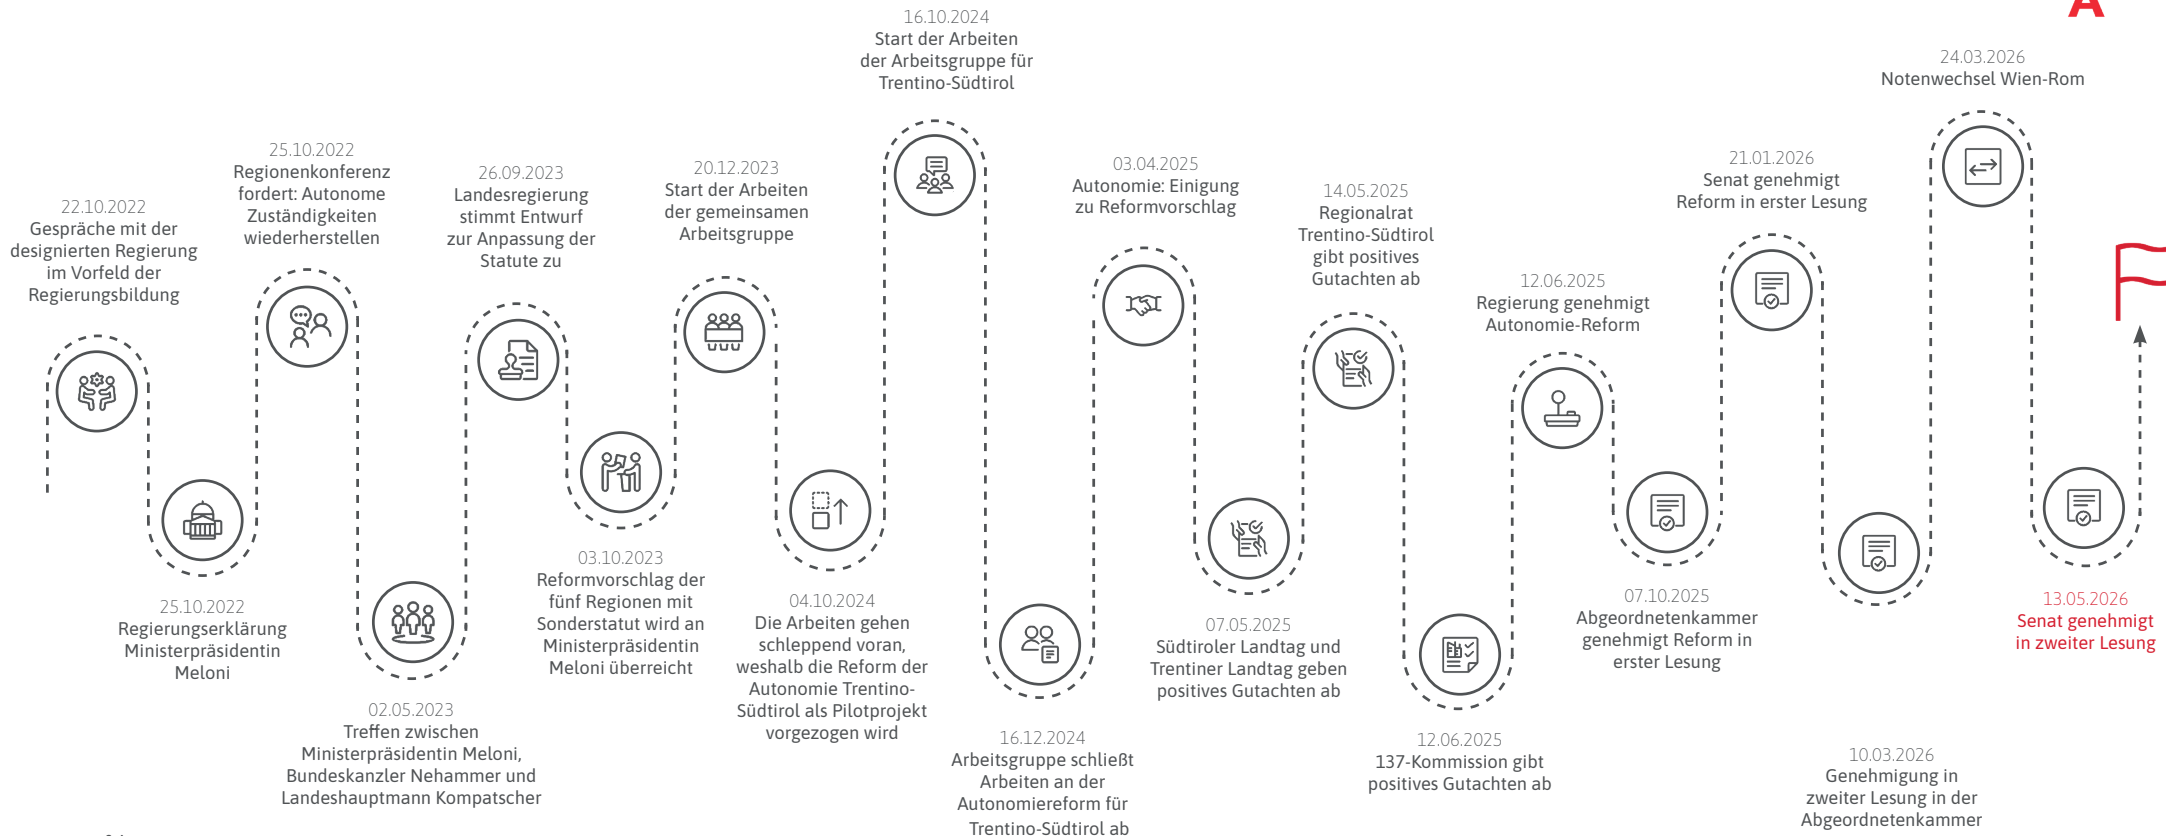 22.10.2022
Gespräche mit der
designierten Regierung
im Vorfeld der
Regierungsbildung
25.10.2022
Regierungserklärung
Ministerpräsidentin
Meloni
25.10.2022
Regionenkonferenz
fordert: Autonome
Zuständigkeiten
wiederherstellen
02.05.2023
Treffen zwischen
Ministerpräsidentin Meloni,
Bundeskanzler Nehammer und
Landeshauptmann Kompatscher
26.09.2023
Landesregierung
stimmt Entwurf
zur Anpassung der
Statute zu
03.10.2023
Reformvorschlag der
fünf Regionen mit
Sonderstatut wird an
Ministerpräsidentin
Meloni überreicht
20.12.2023
Start der Arbeiten
der gemeinsamen
Arbeitsgruppe
04.10.2024
Die Arbeiten gehen
schleppend voran,
weshalb die Reform der
Autonomie Trentino-
Südtirol als Pilotprojekt
vorgezogen wird
16.10.2024
Start der Arbeiten
der Arbeitsgruppe für
Trentino-Südtirol
16.12.2024
Arbeitsgruppe schließt
Arbeiten an der
Autonomiereform für
Trentino-Südtirol ab
03.04.2025
Autonomie: Einigung
zu Reformvorschlag
07.05.2025
Südtiroler Landtag und
Trentiner Landtag geben
positives Gutachten ab
14.05.2025
Regionalrat
Trentino-Südtirol
gibt positives
Gutachten ab
12.06.2025
137-Kommission gibt
positives Gutachten ab
12.06.2025
Regierung genehmigt
Autonomie-Reform
07.10.2025
Abgeordnetenkammer
genehmigt Reform in
erster Lesung
21.01.2026
Senat genehmigt
Reform in erster Lesung
10.03.2026
Genehmigung in
zweiter Lesung in der
Abgeordnetenkammer
24.03.2026
Notenwechsel Wien-Rom
13.05.2026
Senat genehmigt
in zweiter Lesung
A